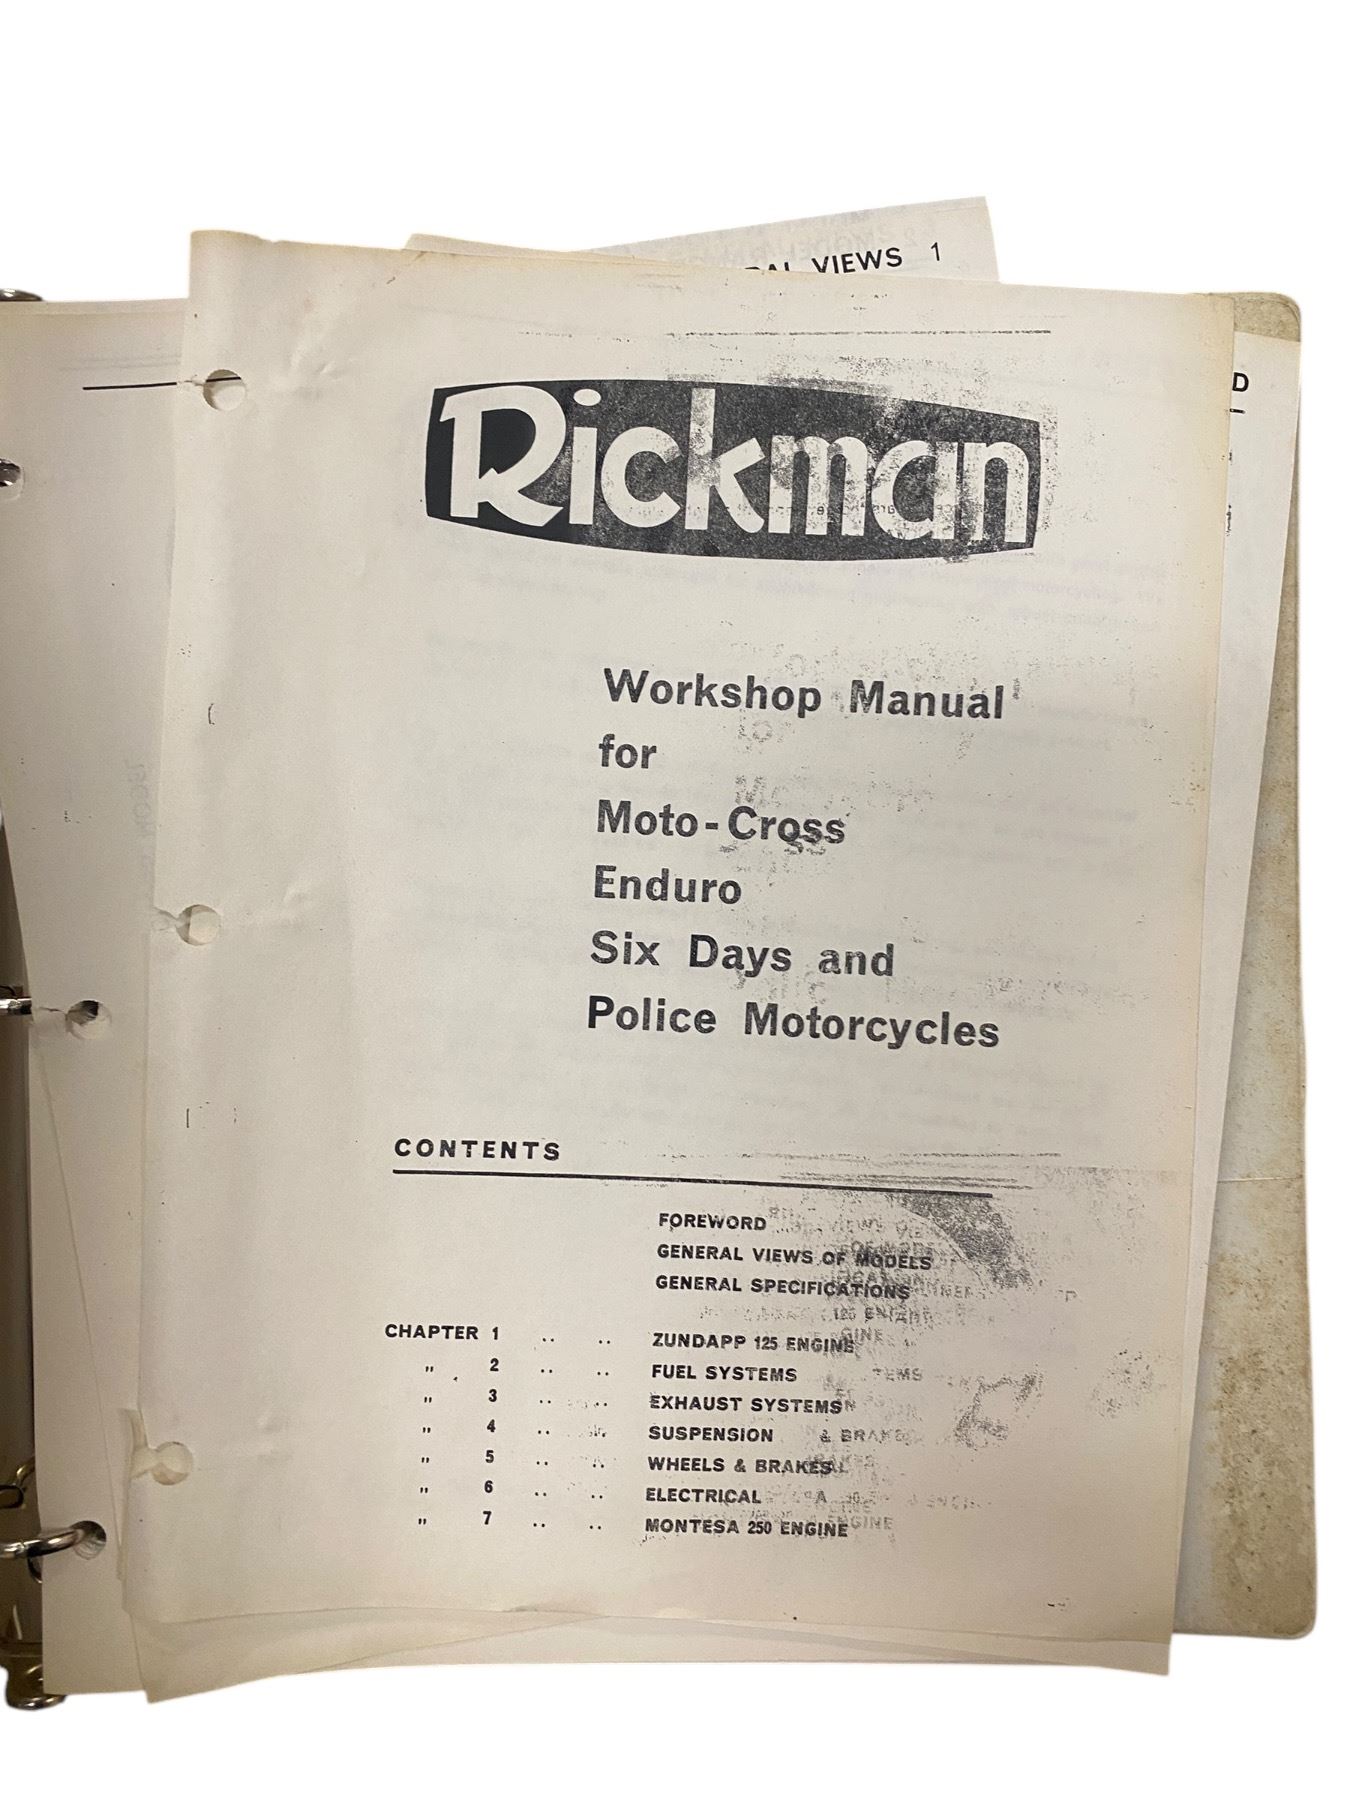 VIEWS 1
D
Rickman
Workshop Manual
for
Moto-Cross
Enduro
Six Days and
Police Motorcycles
CONTENTS
FOREWORD
GENERAL VIEWS OF MODELS
GENERAL SPECIFICATIONS
CHAPTER 1 .. .. ZUNDAPP 125 ENGINE
" 2 .. .. FUEL SYSTEMS
" 3 .. .. EXHAUST SYSTEMS
" 4 .. .. SUSPENSION
" 5 .. .. WHEELS & BRAKES
" 6 .. .. ELECTRICAL
" 7 .. .. MONTESA 250 ENGINE